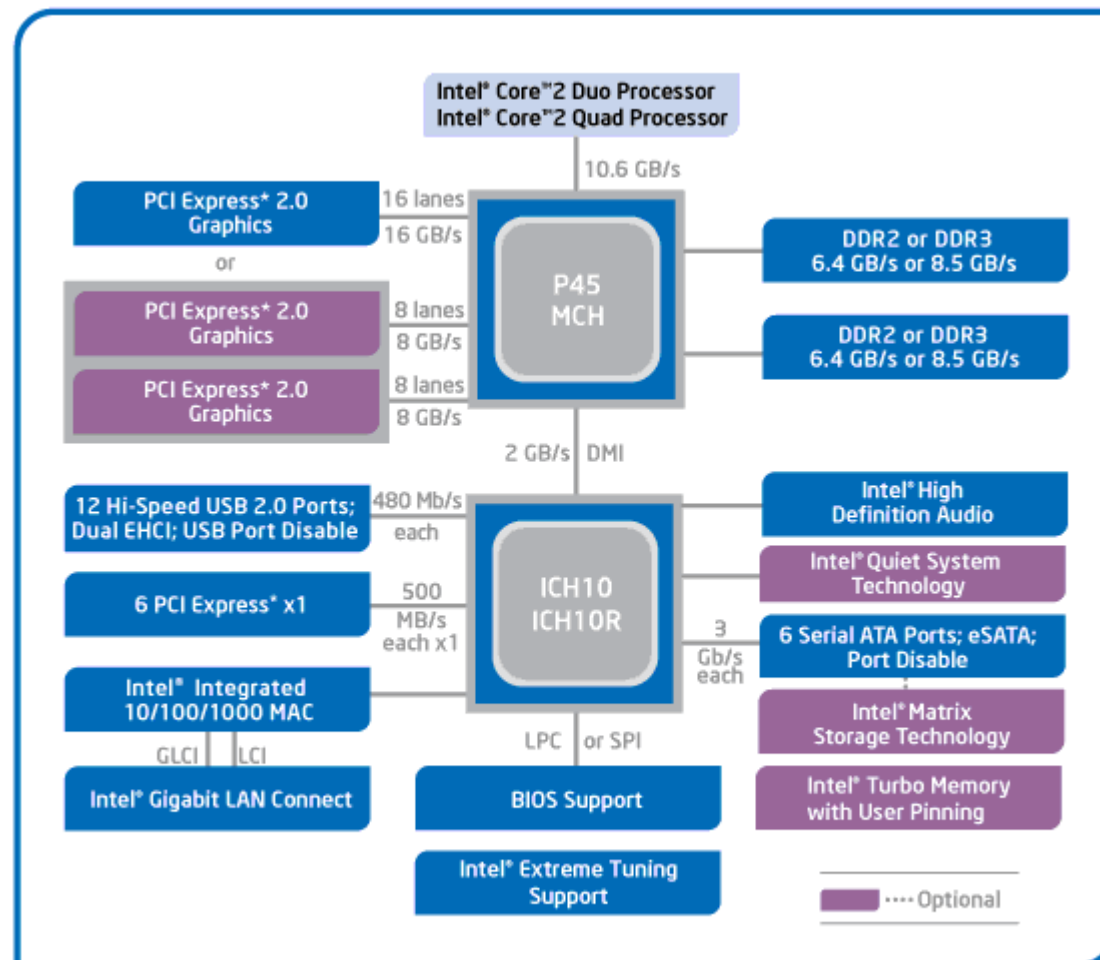 Intel® Core™2 Duo Processor
Intel® Core™2 Quad Processor
10.6 GB/s
PCI Express* 2.0
Graphics
16 lanes
16 GB/s
or
PCI Express* 2.0
Graphics
8 lanes
8 GB/s
PCI Express* 2.0
Graphics
8 lanes
8 GB/s
P45
MCH
DDR2 or DDR3
6.4 GB/s or 8.5 GB/s
DDR2 or DDR3
6.4 GB/s or 8.5 GB/s
2 GB/s DMI
12 Hi-Speed USB 2.0 Ports;
Dual EHCI; USB Port Disable
480 Mb/s
each
6 PCI Express* x1
500
MB/s
each x1
Intel® Integrated
10/100/1000 MAC
GLCI LCI
Intel® Gigabit LAN Connect
ICH10
ICH10R
Intel® High
Definition Audio
Intel® Quiet System
Technology
3
Gb/s
each
6 Serial ATA Ports; eSATA;
Port Disable
Intel® Matrix
Storage Technology
Intel® Turbo Memory
with User Pinning
LPC or SPI
BIOS Support
Intel® Extreme Tuning
Support
Optional